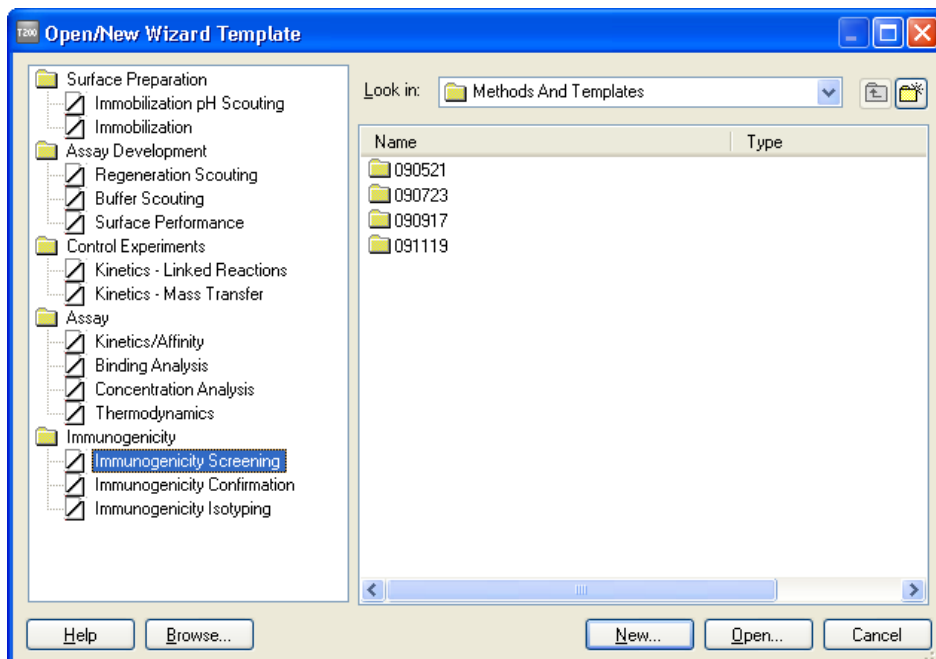 T200 Open/New Wizard Template
Surface Preparation
Immobilization pH Scouting
Immobilization
Assay Development
Regeneration Scouting
Buffer Scouting
Surface Performance
Control Experiments
Kinetics - Linked Reactions
Kinetics - Mass Transfer
Assay
Kinetics/Affinity
Binding Analysis
Concentration Analysis
Thermodynamics
Immunogenicity
Immunogenicity Screening
Immunogenicity Confirmation
Immunogenicity Isotyping
Look in: Methods And Templates
Name Type
090521
090723
090917
091119
Help Browse... New... Open... Cancel